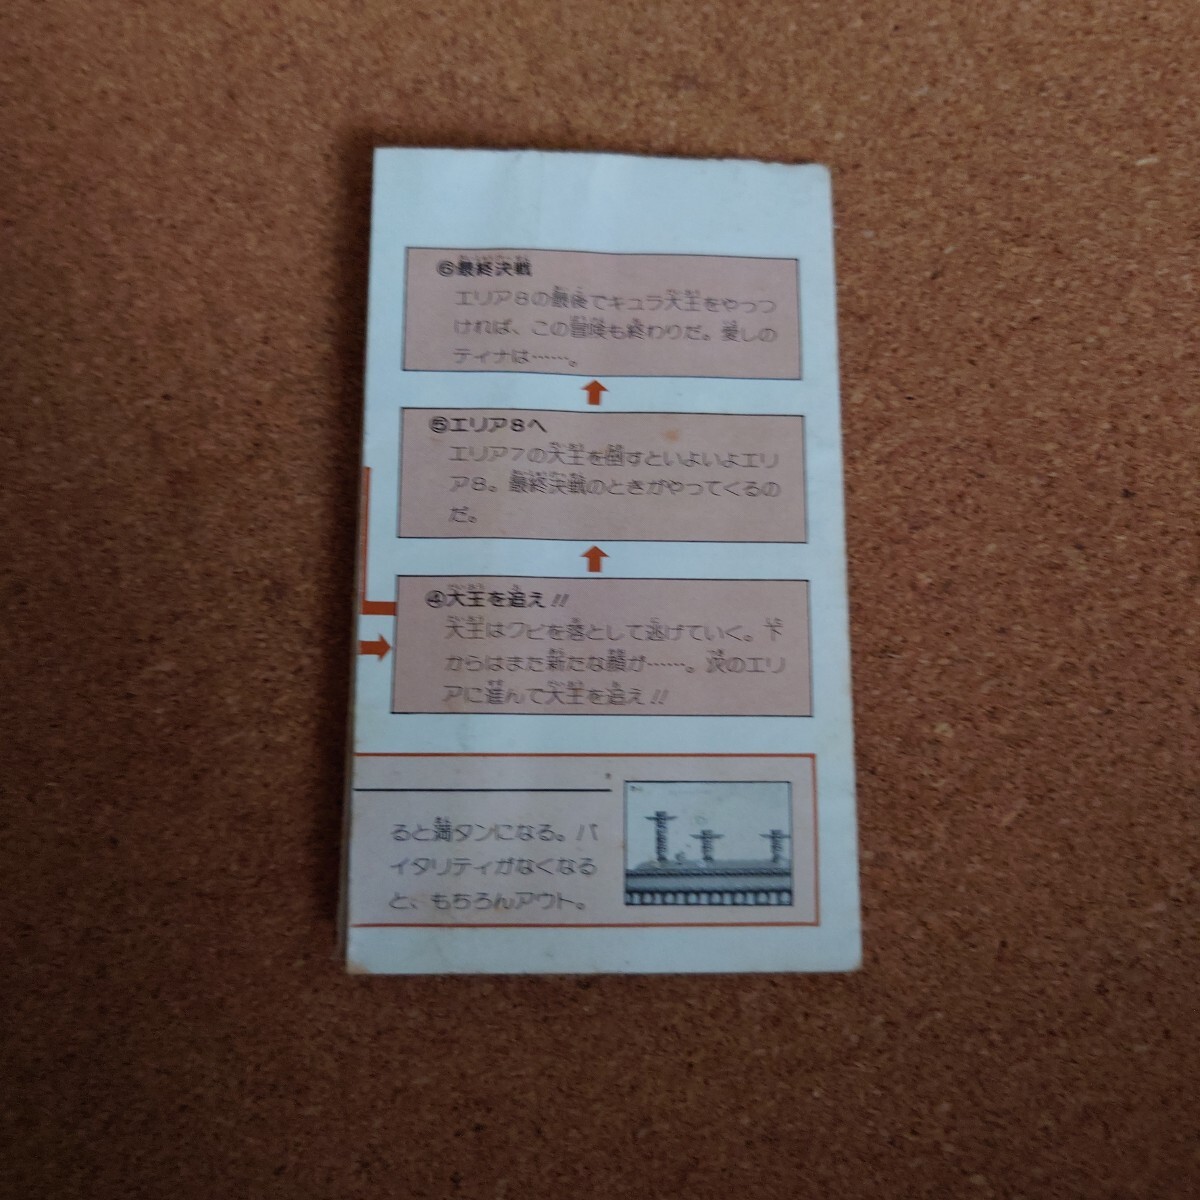 ⑥最終決戦
エリア8の最後でギュラ大王をやっつ
ければ、この冒険も終わりだ。愛しの
ティナは……。
⑤エリア8へ
エリア7の大王を倒すといよいよエリ
ア8。最終決戦のときがやってくるの
だ。
④大王を追え!!
大王はクビを落として逃げていく。下
からはまた新たな顔が……。次のエリ
アに進んで大王を追え!!
ると満タンになる。バ
イタリティがなくなる
と、もちろんアウト。